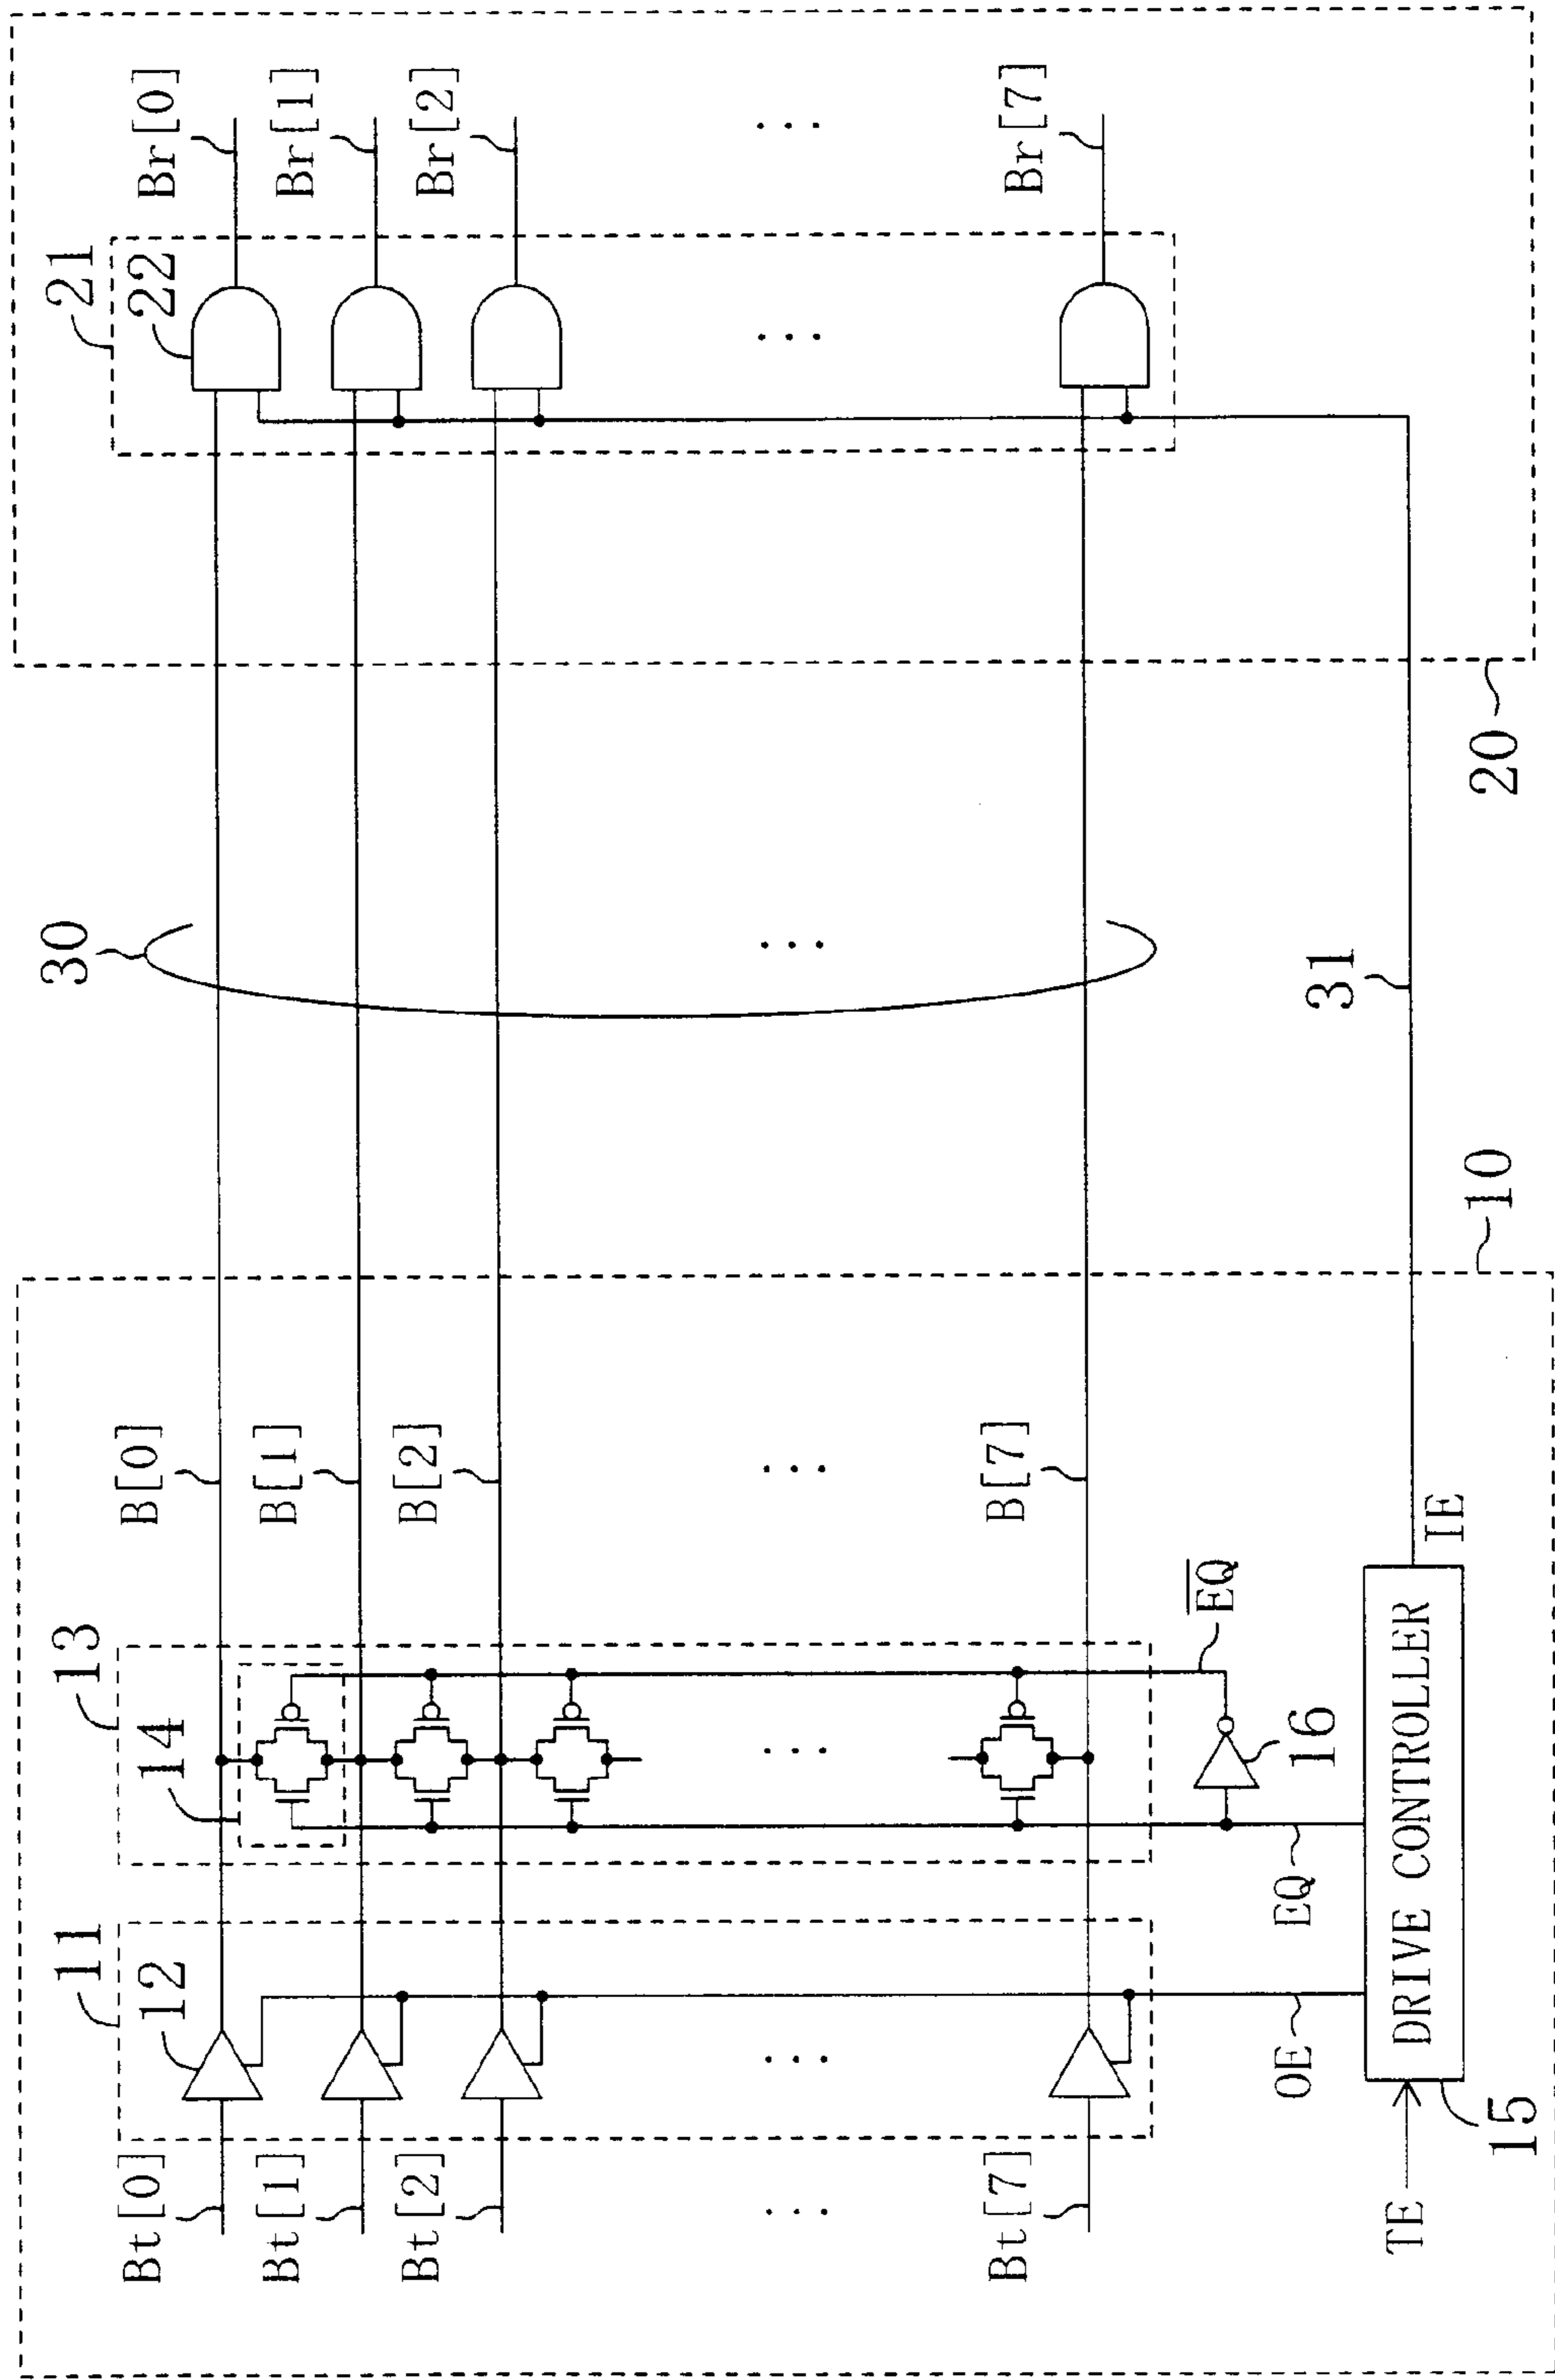 11
12
Bt[0]
Bt[1]
Bt[2]
...
...
Bt[7]
13
14
B[0]
B[1]
B[2]
...
...
B[7]
30
...
21
22
Br[0]
Br[1]
Br[2]
...
...
Br[7]
OE
EQ
EQ
16
TE
DRIVE CONTROLLER
15
IE
10
31
20